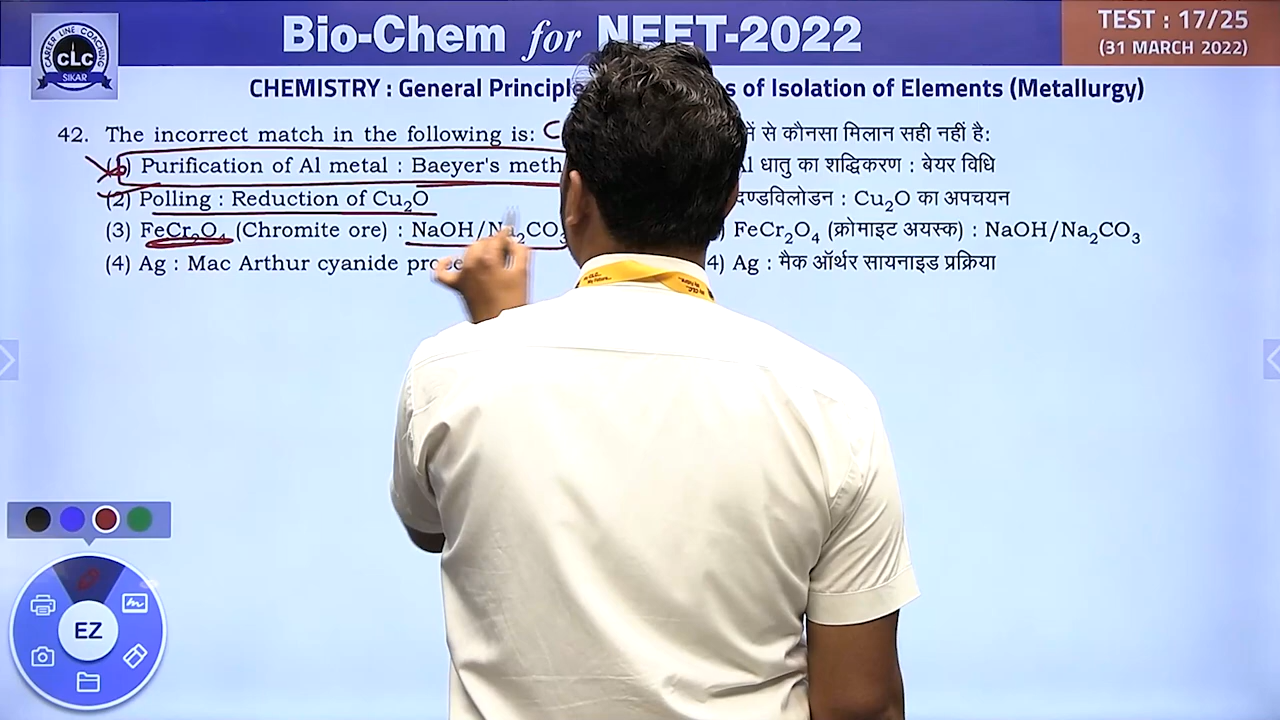 Bio-Chem for NEET-2022
TEST : 17/25
(31 MARCH 2022)
CAREER LINE COACHING
CLC
SIKAR
CHEMISTRY : General Principle s of Isolation of Elements (Metallurgy)
42. The incorrect match in the following is: C
(1) Purification of Al metal : Baeyer's meth
(2) Polling : Reduction of Cu₂O
(3) FeCr₂O₄ (Chromite ore) : NaOH/Na₂CO₃
(4) Ag : Mac Arthur cyanide proce
में से कौनसा मिलान सही नहीं है:
l धातु का शद्धिकरण : बेयर विधि
दण्डविलोडन : Cu₂O का अपचयन
) FeCr₂O₄ (क्रोमाइट अयस्क) : NaOH/Na₂CO₃
4) Ag : मैक ऑर्थर सायनाइड प्रक्रिया
EZ